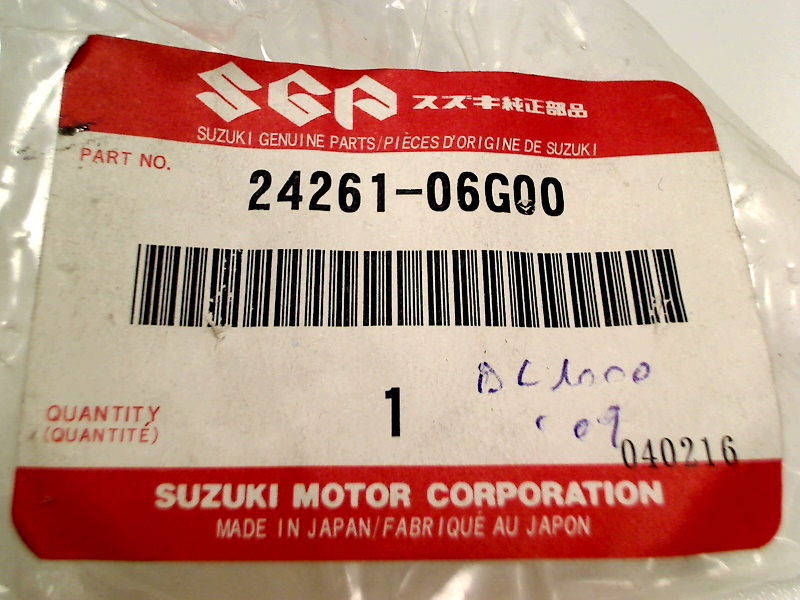 SGP スズキ純正部品
SUZUKI GENUINE PARTS/PIÈCES D'ORIGINE DE SUZUKI
PART NO.
24261-06G00
QUANTITY
(QUANTITÉ)
1
'09
040216
SUZUKI MOTOR CORPORATION
MADE IN JAPAN/FABRIQUÉ AU JAPON